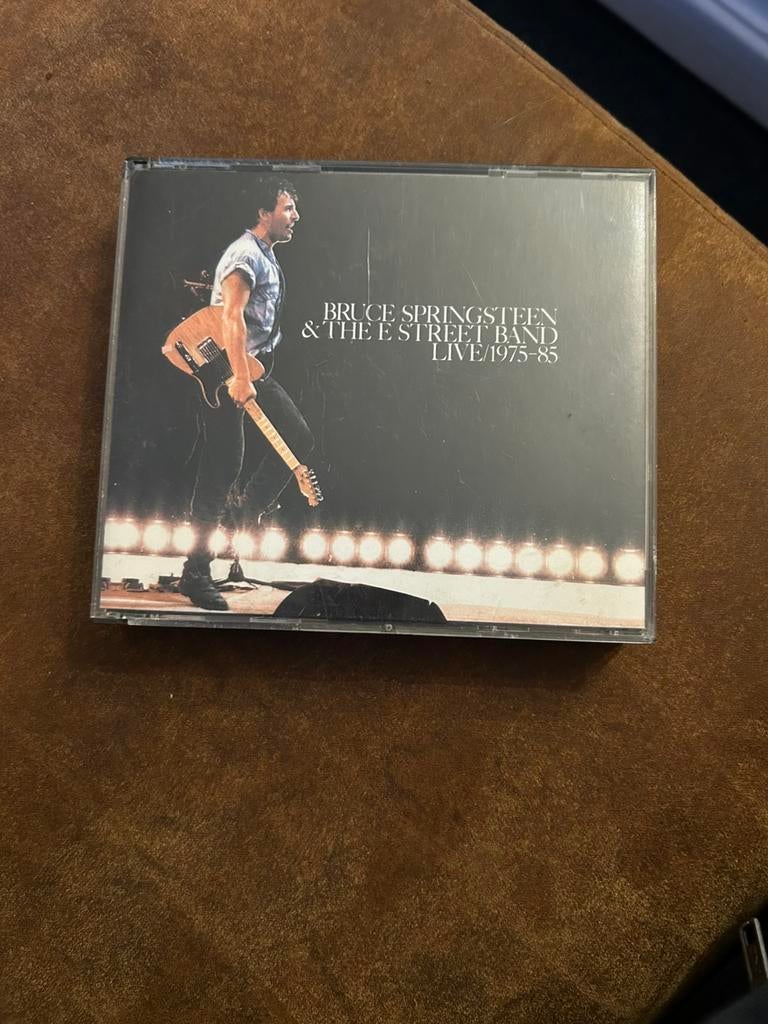 BRUCE SPRINGSTEEN
& THE E STREET BAND
LIVE/1975-85